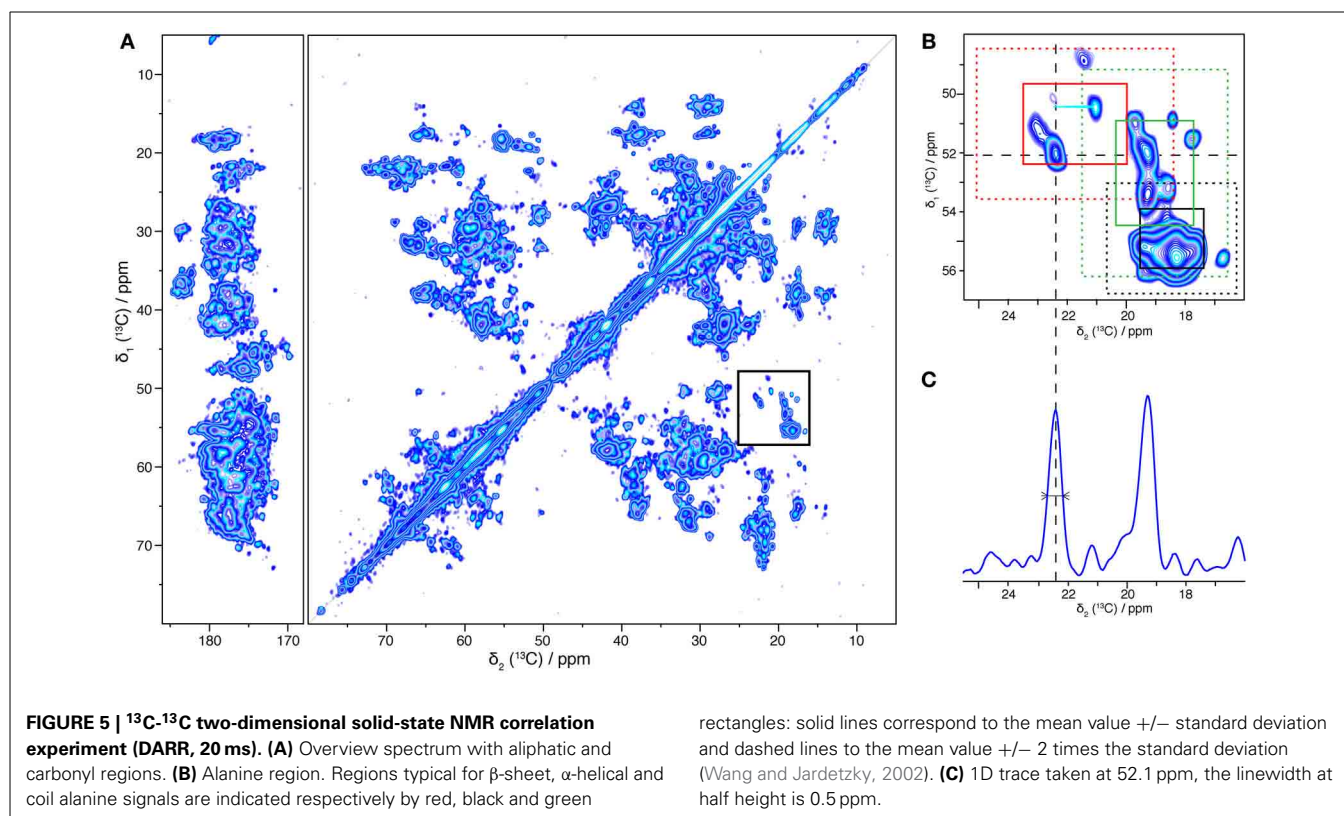 A
10
20
30
40
50
60
70
δ₁ (¹³C) / ppm
180 170
70 60 50 40 30 20 10
δ₂ (¹³C) / ppm
B
50
52
54
56
δ₁ (¹³C) / ppm
24 22 20 18
δ₂ (¹³C) / ppm
C
24 22 20 18
δ₂ (¹³C) / ppm
FIGURE 5 | ¹³C-¹³C two-dimensional solid-state NMR correlation
experiment (DARR, 20 ms). (A) Overview spectrum with aliphatic and
carbonyl regions. (B) Alanine region. Regions typical for β-sheet, α-helical and
coil alanine signals are indicated respectively by red, black and green
rectangles: solid lines correspond to the mean value +/− standard deviation
and dashed lines to the mean value +/− 2 times the standard deviation
(Wang and Jardetzky, 2002). (C) 1D trace taken at 52.1 ppm, the linewidth at
half height is 0.5 ppm.